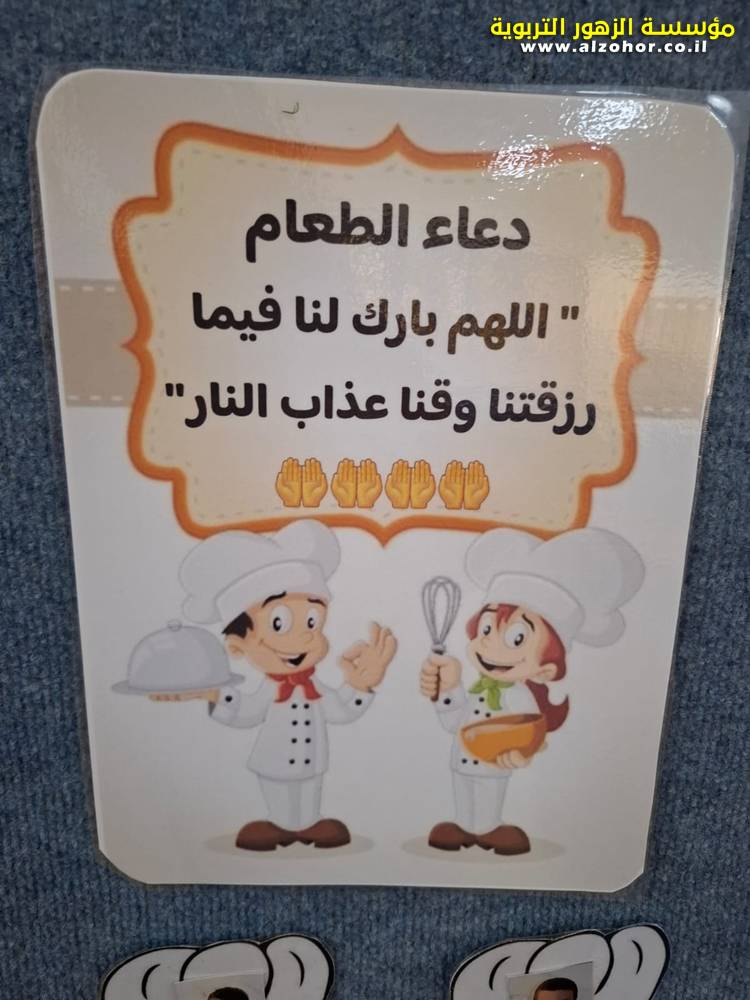 مؤسسة الزهور التربوية
www.alzohor.co.il
دعاء الطعام
" اللهم بارك لنا فيما
رزقتنا وقنا عذاب النار"